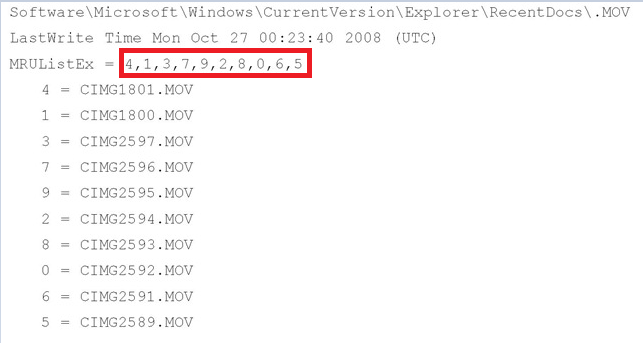 Software\Microsoft\Windows\CurrentVersion\Explorer\RecentDocs\.MOV
LastWrite Time Mon Oct 27 00:23:40 2008 (UTC)
MRUListEx = 4,1,3,7,9,2,8,0,6,5
4 = CIMG1801.MOV
1 = CIMG1800.MOV
3 = CIMG2597.MOV
7 = CIMG2596.MOV
9 = CIMG2595.MOV
2 = CIMG2594.MOV
8 = CIMG2593.MOV
0 = CIMG2592.MOV
6 = CIMG2591.MOV
5 = CIMG2589.MOV